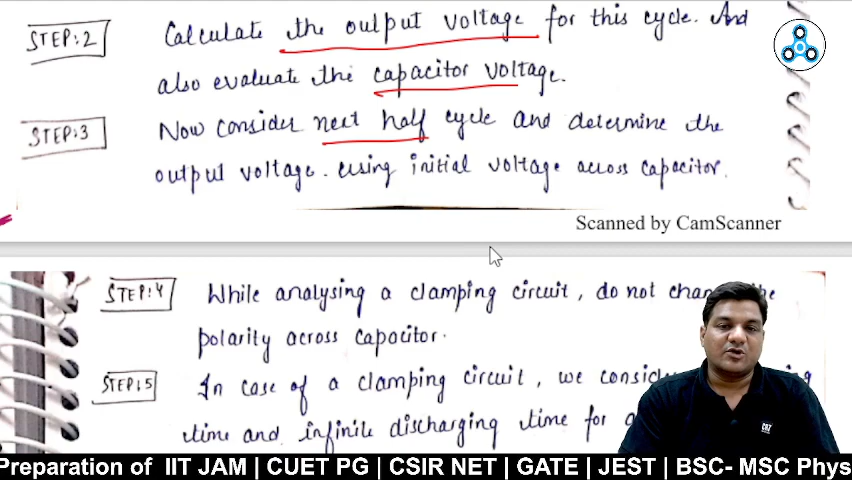 STEP:2 Calculate the output voltage for this cycle. And
also evaluate the capacitor voltage.
STEP:3 Now consider next half cycle and determine the
output voltage. using initial voltage across capacitor.
Scanned by CamScanner
STEP:4 While analysing a clamping circuit, do not the
polarity across capacitor.
STEP:5 In case of a clamping circuit, we
time and infinite discharging time for
Preparation of IIT JAM | CUET PG | CSIR NET | GATE | JEST | BSC- MSC Phys